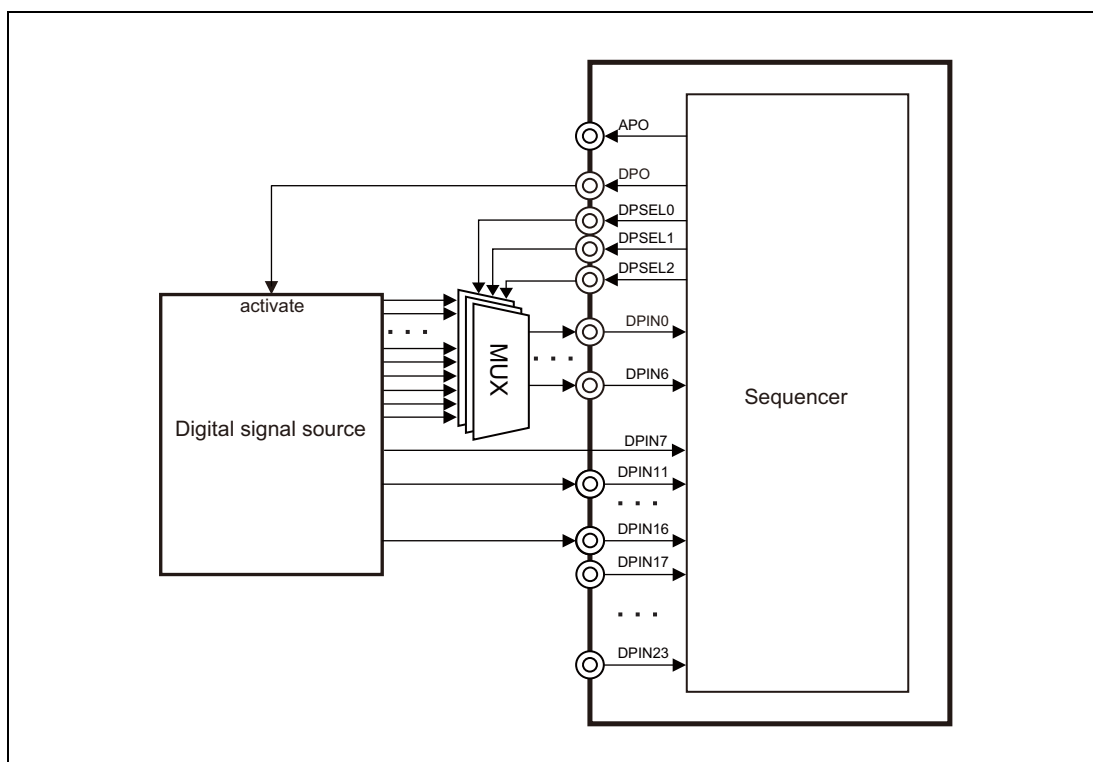 APO
DPO
DPSEL0
DPSEL1
DPSEL2
activate
. . .
DPIN0
MUX
. . .
DPIN6
Sequencer
Digital signal source
DPIN7
DPIN11
. . .
DPIN16
DPIN17
. . .
DPIN23